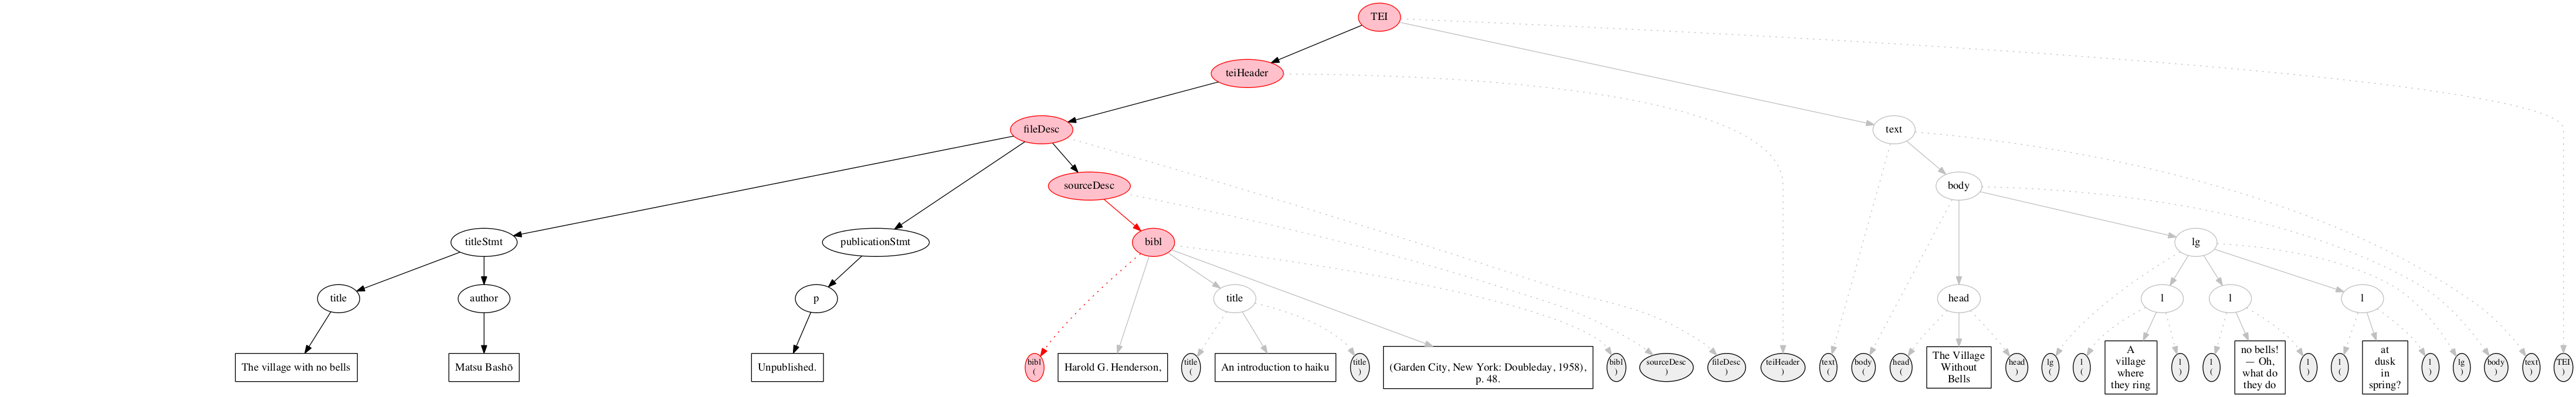 TEI
teiHeader
fileDesc
text
sourceDesc
body
titleStmt
publicationStmt
bibl
lg
title
author
p
title
head
l
l
l
The village with no bells
Matsu Bashō
Unpublished.
bibl
(
Harold G. Henderson,
title
(
An introduction to haiku
title
)
(Garden City, New York: Doubleday, 1958),
p. 48.
bibl
)
sourceDesc
)
fileDesc
)
teiHeader
)
text
(
body
(
head
(
The Village
Without
Bells
head
)
lg
(
l
(
A
village
where
they ring
l
)
l
(
no bells!
— Oh,
what do
they do
l
)
l
(
at
dusk
in
spring?
l
)
lg
)
body
)
text
)
TEI
)